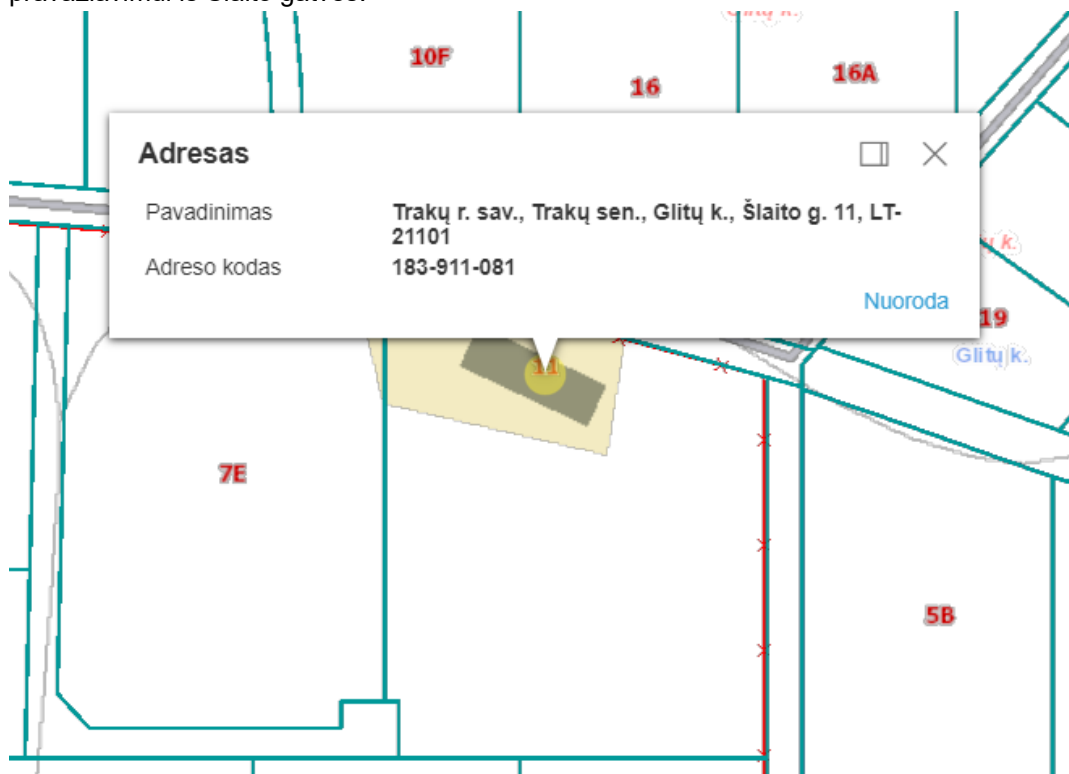 10F
16
16A
Adresas
Pavadinimas
Trakų r. sav., Trakų sen., Glitų k., Šlaito g. 11, LT-
21101
Adreso kodas
183-911-081
Nuoroda
k.
19
Glitų k.
11
7E
5B